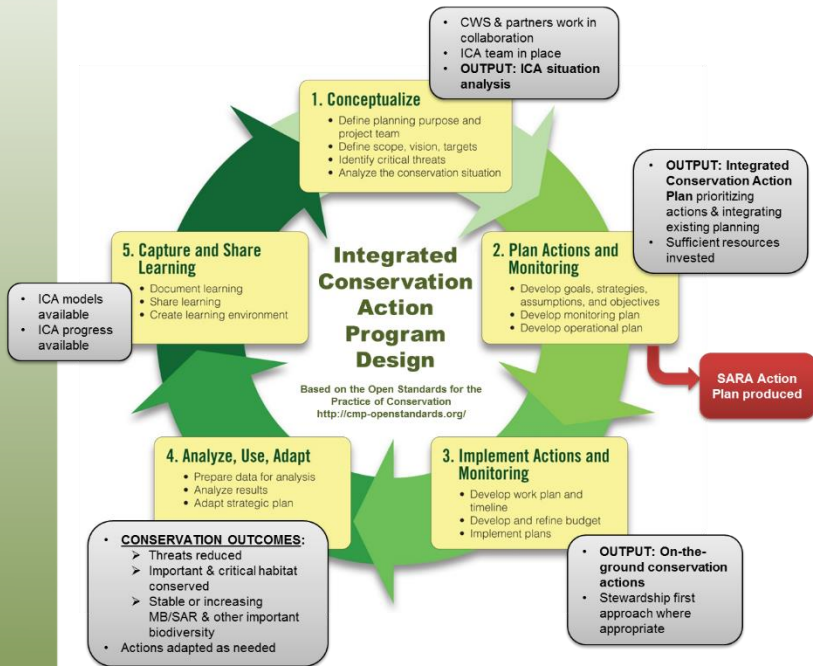 • CWS & partners work in
collaboration
• ICA team in place
• OUTPUT: ICA situation
analysis
1. Conceptualize
• Define planning purpose and
project team
• Define scope, vision, targets
• Identify critical threats
• Analyze the conservation situation
• OUTPUT: Integrated
Conservation Action
Plan prioritizing
actions & integrating
existing planning
• Sufficient resources
invested
2. Plan Actions and
Monitoring
• Develop goals, strategies,
assumptions, and objectives
• Develop monitoring plan
• Develop operational plan
SARA Action
Plan produced
3. Implement Actions and
Monitoring
• Develop work plan and
timeline
• Develop and refine budget
• Implement plans
• OUTPUT: On-the-
ground conservation
actions
• Stewardship first
approach where
appropriate
4. Analyze, Use, Adapt
• Prepare data for analysis
• Analyze results
• Adapt strategic plan
• CONSERVATION OUTCOMES:
➢ Threats reduced
➢ Important & critical habitat
conserved
➢ Stable or increasing
MB/SAR & other important
biodiversity
• Actions adapted as needed
5. Capture and Share
Learning
• Document learning
• Share learning
• Create learning environment
• ICA models
available
• ICA progress
available
Integrated
Conservation
Action
Program
Design
Based on the Open Standards for the
Practice of Conservation
http://cmp-openstandards.org/